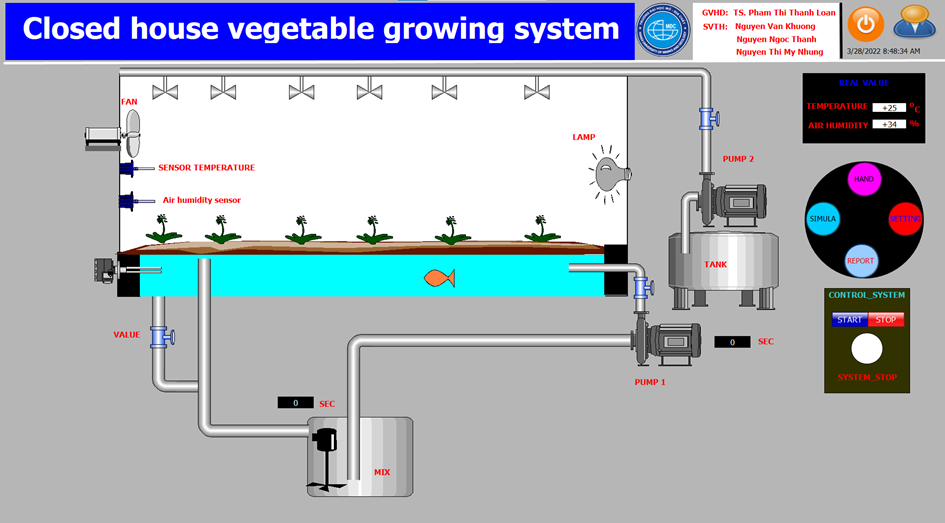 Closed house vegetable growing system
GVHD: TS. Pham Thi Thanh Loan
SVTH: Nguyen Van Khuong
Nguyen Ngoc Thanh
Nguyen Thi My Nhung
3/28/2022 8:48:34 AM
MDC
REAL VALUE
TEMPERATURE +25 °C
AIR HUMIDITY +34 %
FAN
SENSOR TEMPERATURE
Air humidity sensor
LAMP
PUMP 2
TANK
HAND
SIMULA
SETTING
REPORT
CONTROL_SYSTEM
START STOP
SYSTEM_STOP
VALUE
0 SEC
PUMP 1
0 SEC
MIX